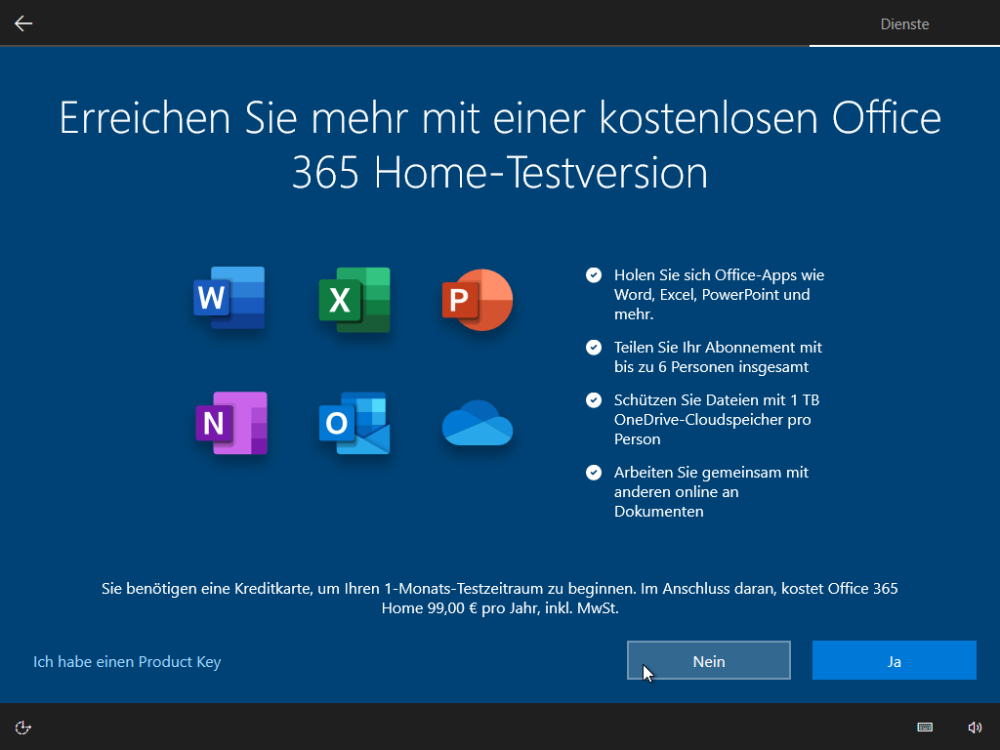 Dienste
Erreichen Sie mehr mit einer kostenlosen Office
365 Home-Testversion
W
X
P
N
O
Holen Sie sich Office-Apps wie
Word, Excel, PowerPoint und
mehr.
Teilen Sie Ihr Abonnement mit
bis zu 6 Personen insgesamt
Schützen Sie Dateien mit 1 TB
OneDrive-Cloudspeicher pro
Person
Arbeiten Sie gemeinsam mit
anderen online an
Dokumenten
Sie benötigen eine Kreditkarte, um Ihren 1-Monats-Testzeitraum zu beginnen. Im Anschluss daran, kostet Office 365
Home 99,00 € pro Jahr, inkl. MwSt.
Ich habe einen Product Key
Nein
Ja